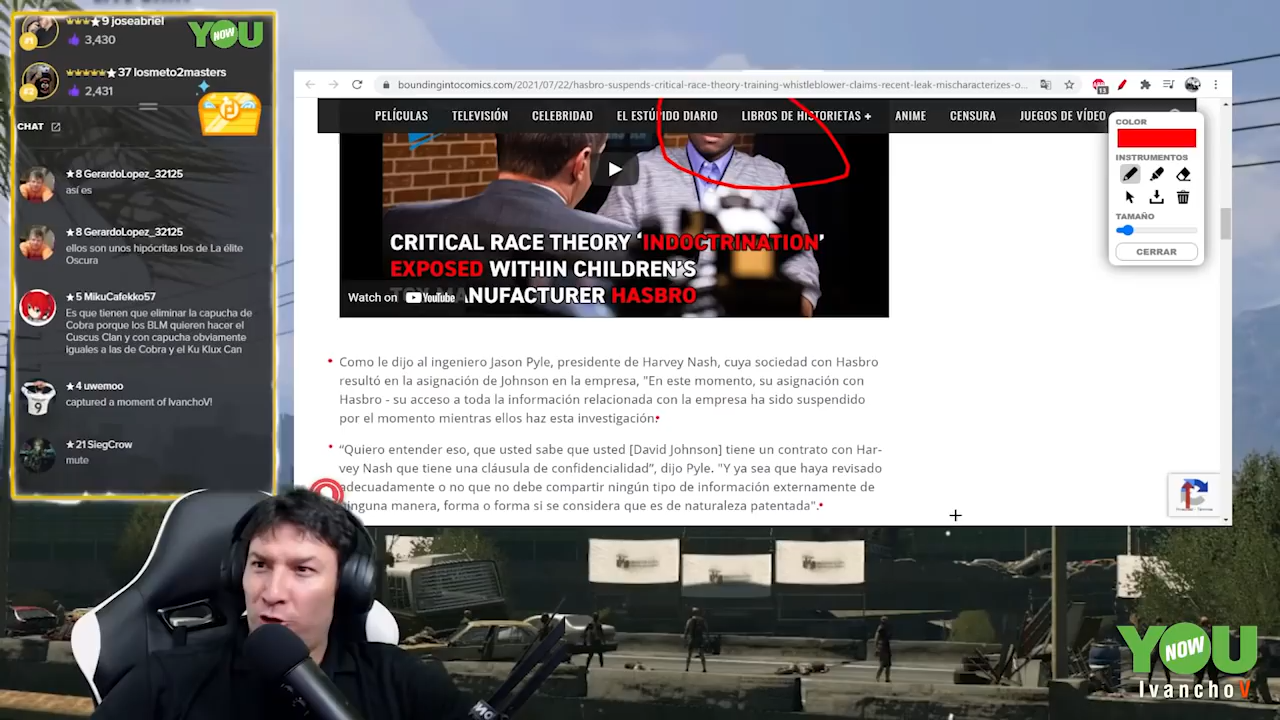 9 joseabriel
3,430
YOU NOW
37 losmeto2masters
2,431
CHAT
8 GerardoLopez_32125
así es
8 GerardoLopez_32125
ellos son unos hipócritas los de La élite
Oscura
5 MikuCafekko57
Es que tienen que eliminar la capucha de
Cobra porque los BLM quieren hacer el
Cuscus Clan y con capucha obviamente
iguales a las de Cobra y el Ku Klux Can
4 uwemoo
captured a moment of IvanchoV!
21 SiegCrow
mute
boundingintocomics.com/2021/07/22/hasbro-suspends-critical-race-theory-training-whistleblower-claims-recent-leak-mischaracterizes-o...
13
PELÍCULAS TELEVISIÓN CELEBRIDAD EL ESTUDIO DIARIO LIBROS DE HISTORIETAS + ANIME CENSURA JUEGOS DE VÍDEO
COLOR
INSTRUMENTOS
TAMAÑO
CERRAR
CRITICAL RACE THEORY ‘INDOCTRINATION’
EXPOSED WITHIN CHILDREN’S
TOY MANUFACTURER HASBRO
Watch on YouTube
Como le dijo al ingeniero Jason Pyle, presidente de Harvey Nash, cuya sociedad con Hasbro
resultó en la asignación de Johnson en la empresa, "En este momento, su asignación con
Hasbro - su acceso a toda la información relacionada con la empresa ha sido suspendido
por el momento mientras ellos haz esta investigación.
“Quiero entender eso, que usted sabe que usted [David Johnson] tiene un contrato con Har-
vey Nash que tiene una cláusula de confidencialidad”, dijo Pyle. "Y ya sea que haya revisado
adecuadamente o no que no debe compartir ningún tipo de información externamente de
ninguna manera, forma o forma si se considera que es de naturaleza patentada".
YOU NOW
IvanchoV